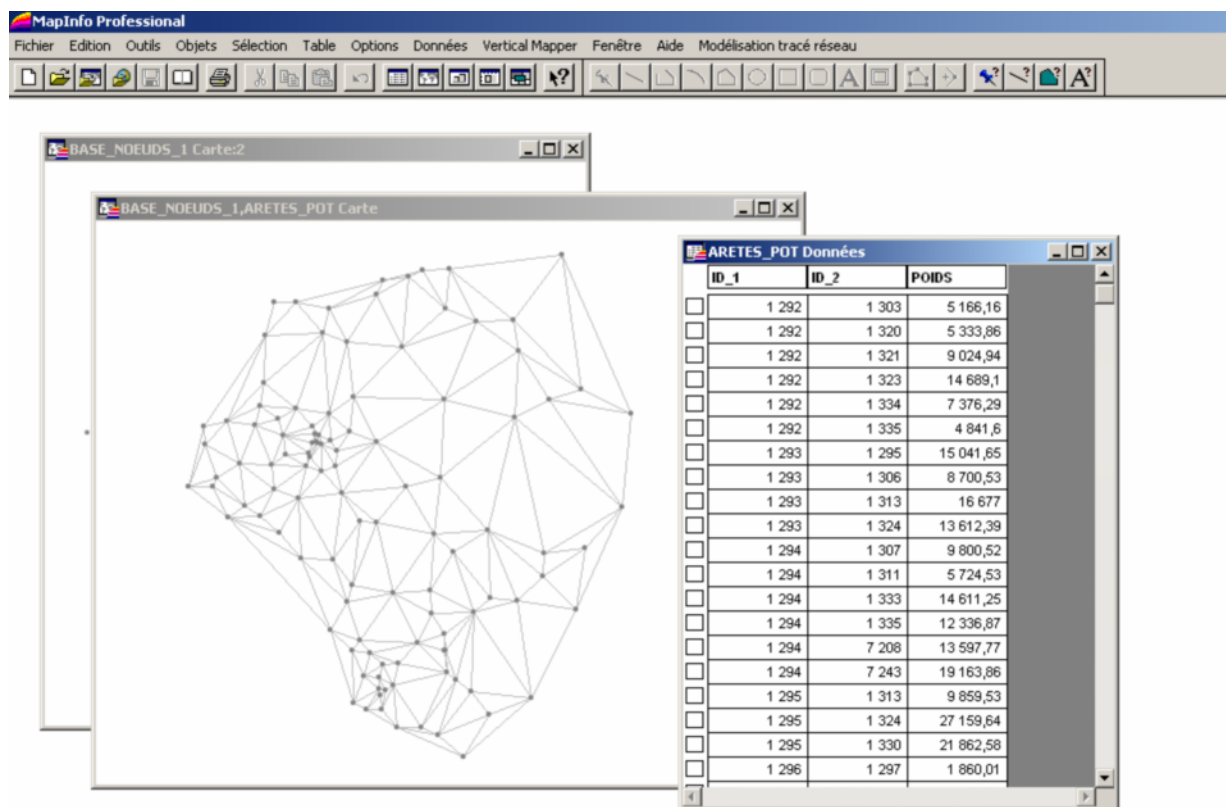 MapInfo Professional
Fichier Edition Outils Objets Sélection Table Options Données Vertical Mapper Fenêtre Aide Modélisation tracé réseau
BASE_NOEUDS_1 Carte:2
BASE_NOEUDS_1,ARETES_POT Carte
ARETES_POT Données
ID_1 ID_2 POIDS
1 292 1 303 5 166,16
1 292 1 320 5 333,86
1 292 1 321 9 024,94
1 292 1 323 14 689,1
1 292 1 334 7 376,29
1 292 1 335 4 841,6
1 293 1 295 15 041,65
1 293 1 306 8 700,53
1 293 1 313 16 677
1 293 1 324 13 612,39
1 294 1 307 9 800,52
1 294 1 311 5 724,53
1 294 1 333 14 611,25
1 294 1 335 12 336,87
1 294 7 208 13 597,77
1 294 7 243 19 163,86
1 295 1 313 9 859,53
1 295 1 324 27 159,64
1 295 1 330 21 862,58
1 296 1 297 1 860,01